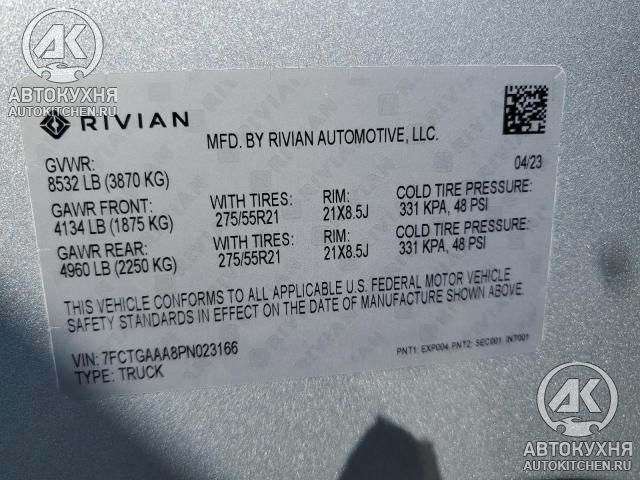 АВТОКУХНЯ
AUTOKITCHEN.RU
RIVIAN
MFD. BY RIVIAN AUTOMOTIVE, LLC.
04/23
GVWR:
8532 LB (3870 KG)
GAWR FRONT: WITH TIRES: RIM: COLD TIRE PRESSURE:
4134 LB (1875 KG) 275/55R21 21X8.5J 331 KPA, 48 PSI
GAWR REAR: WITH TIRES: RIM: COLD TIRE PRESSURE:
4960 LB (2250 KG) 275/55R21 21X8.5J 331 KPA, 48 PSI
THIS VEHICLE CONFORMS TO ALL APPLICABLE U.S. FEDERAL MOTOR VEHICLE
SAFETY STANDARDS IN EFFECT ON THE DATE OF MANUFACTURE SHOWN ABOVE.
VIN: 7FCTGAAA8PN023166
TYPE: TRUCK
PNT1: EXP004 PNT2: SEC001 INT001
АК
АВТОКУХНЯ
AUTOKITCHEN.RU